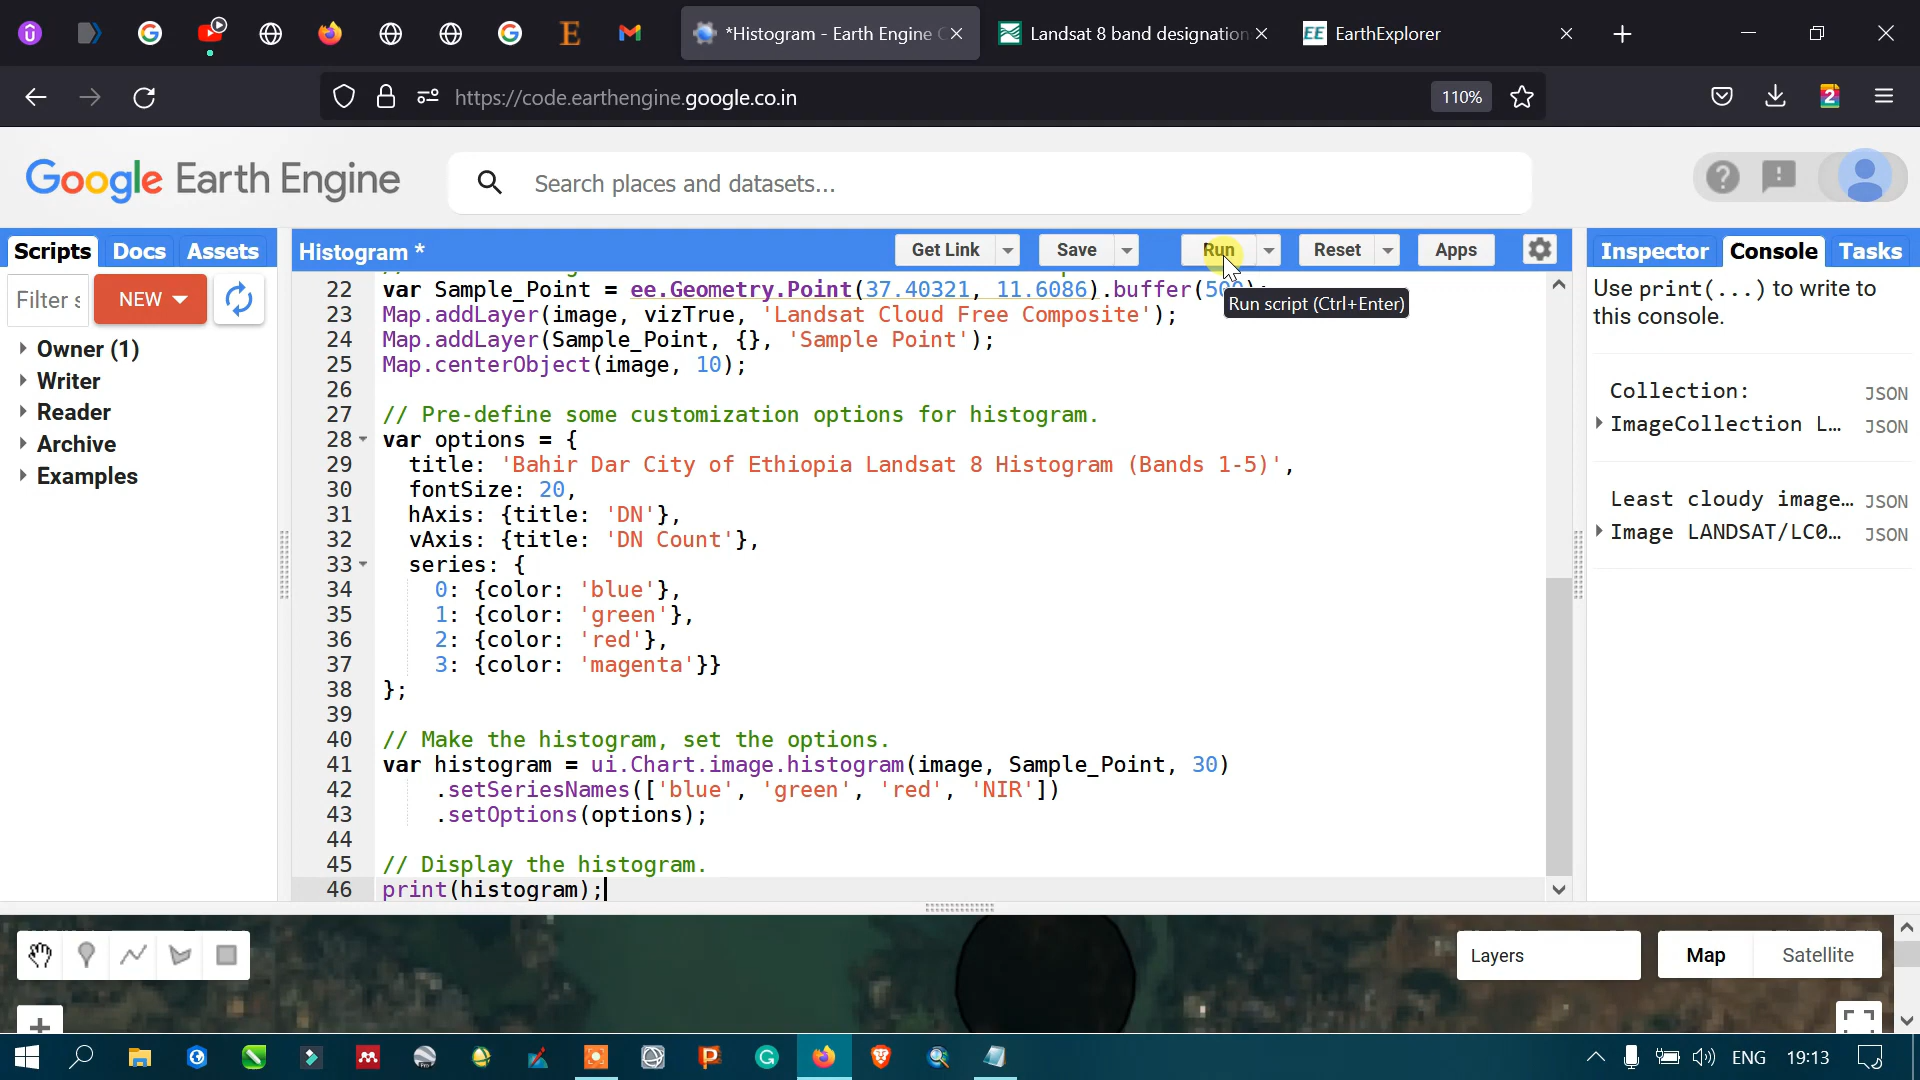 *Histogram - Earth Engine
Landsat 8 band designation
EE EarthExplorer
https://code.earthengine.google.co.in
110%
2
Google Earth Engine
Search places and datasets...
Scripts Docs Assets
Histogram *
Get Link Save Run Reset Apps
Run script (Ctrl+Enter)
Inspector Console Tasks
Filter s
NEW
Owner (1)
Writer
Reader
Archive
Examples
22 var Sample_Point = ee.Geometry.Point(37.40321, 11.6086).buffer(500);
23 Map.addLayer(image, vizTrue, 'Landsat Cloud Free Composite');
24 Map.addLayer(Sample_Point, {}, 'Sample Point');
25 Map.centerObject(image, 10);
26
27 // Pre-define some customization options for histogram.
28 var options = {
29 title: 'Bahir Dar City of Ethiopia Landsat 8 Histogram (Bands 1-5)',
30 fontSize: 20,
31 hAxis: {title: 'DN'},
32 vAxis: {title: 'DN Count'},
33 series: {
34 0: {color: 'blue'},
35 1: {color: 'green'},
36 2: {color: 'red'},
37 3: {color: 'magenta'}}
38 };
39
40 // Make the histogram, set the options.
41 var histogram = ui.Chart.image.histogram(image, Sample_Point, 30)
42 .setSeriesNames(['blue', 'green', 'red', 'NIR'])
43 .setOptions(options);
44
45 // Display the histogram.
46 print(histogram);
Use print(...) to write to
this console.
Collection: JSON
ImageCollection L... JSON
Least cloudy image... JSON
Image LANDSAT/LC0... JSON
Layers
Map Satellite
ENG 19:13